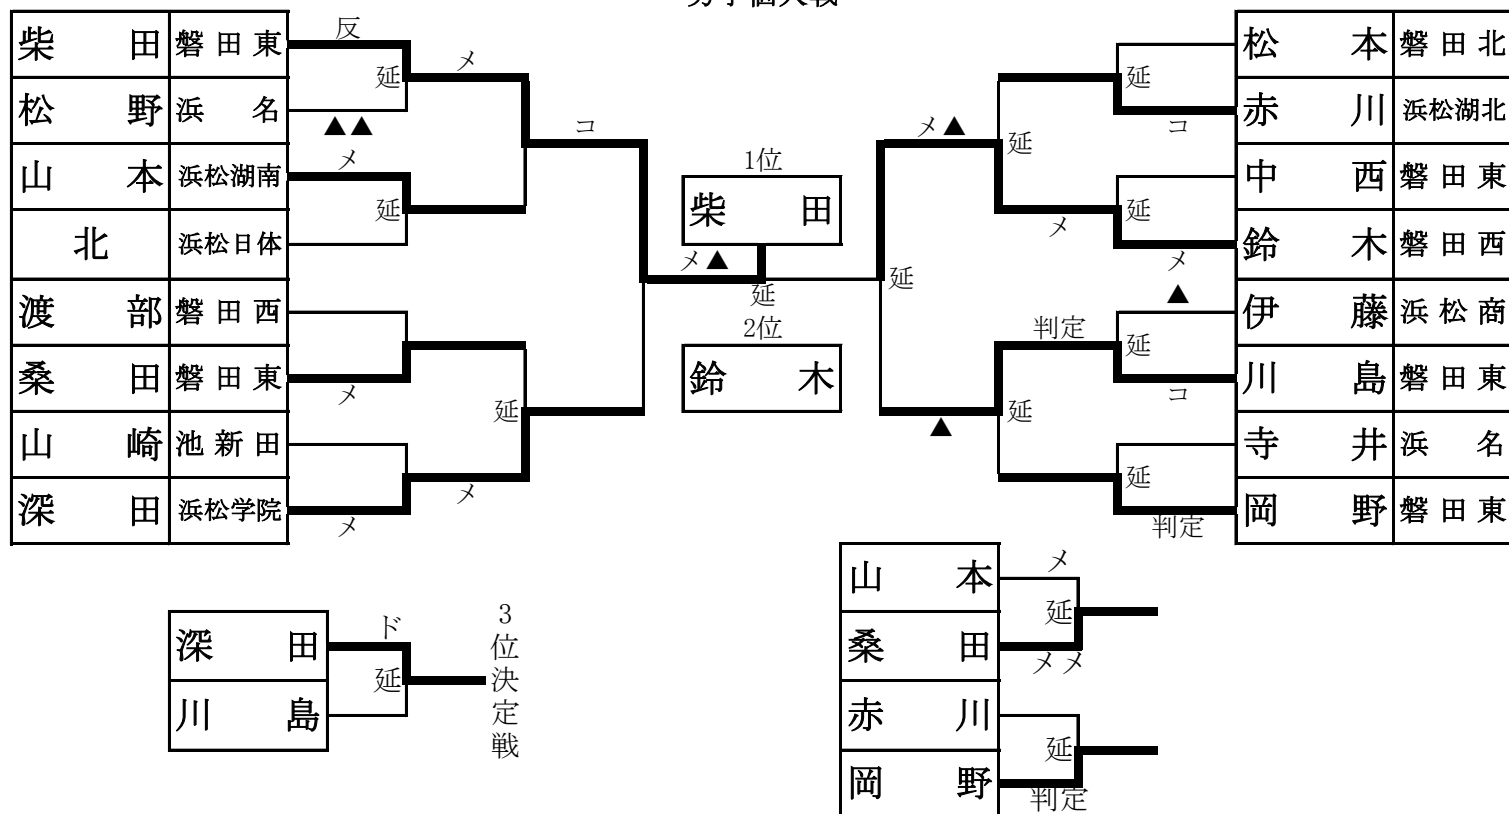 柴田 磐田東
松野 浜名
山本 浜松湖南
北 浜松日体
渡部 磐田西
桑田 磐田東
山崎 池新田
深田 浜松学院
反
延
▲▲
メ
メ
延
コ
メ
延
メ
メ
1位
柴田
メ▲
延
2位
鈴木
松本 磐田北
赤川 浜松湖北
中西 磐田東
鈴木 磐田西
伊藤 浜松商
川島 磐田東
寺井 浜名
岡野 磐田東
延
コ
メ▲
延
延
メ
メ
延
▲
判定
延
コ
▲
延
延
判定
深田
川島
ド
延
3位決定戦
山本
桑田
赤川
岡野
メ
延
メメ
延
判定